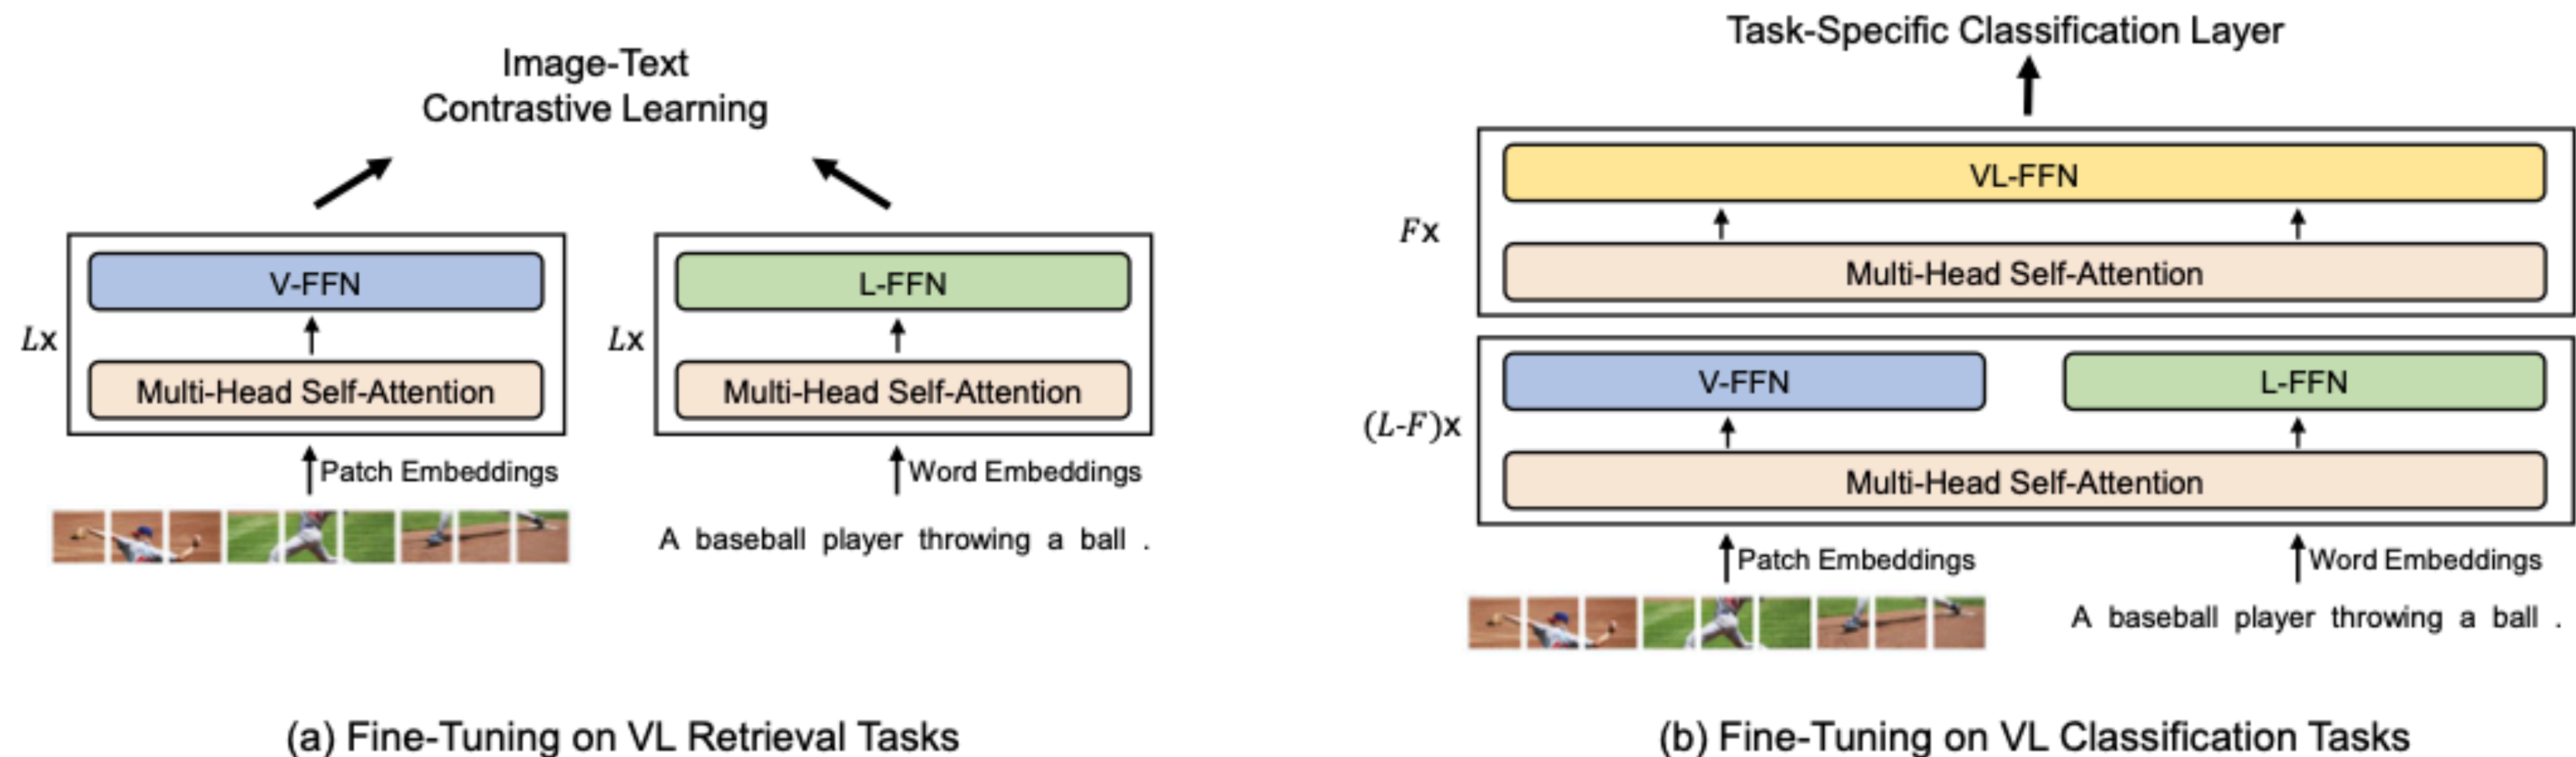 Image-Text
Contrastive Learning
V-FFN
Lx
Multi-Head Self-Attention
Patch Embeddings
L-FFN
Lx
Multi-Head Self-Attention
Word Embeddings
A baseball player throwing a ball .
(a) Fine-Tuning on VL Retrieval Tasks
Task-Specific Classification Layer
VL-FFN
Fx
Multi-Head Self-Attention
V-FFN
L-FFN
(L-F)x
Multi-Head Self-Attention
Patch Embeddings
Word Embeddings
A baseball player throwing a ball .
(b) Fine-Tuning on VL Classification Tasks